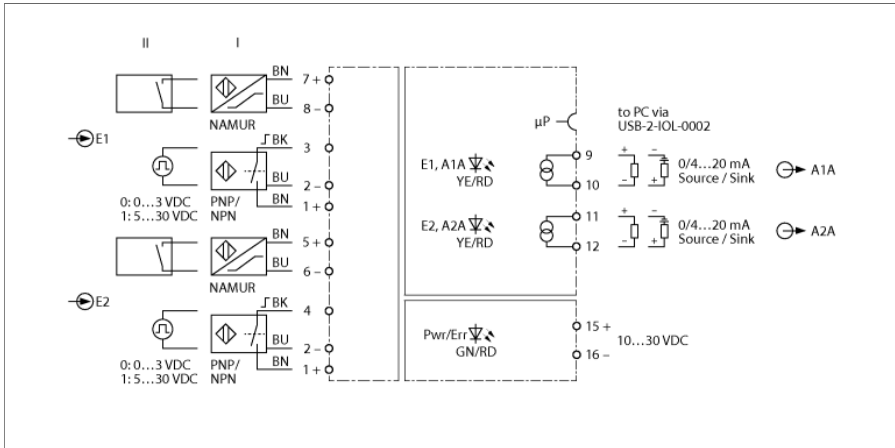 II I
BN 7 +
BU 8 –
NAMUR
E1
BK 3
BU 2 –
BN 1 +
0: 0…3 VDC
1: 5…30 VDC
PNP/
NPN
BN 5 +
BU 6 –
NAMUR
E2
BK 4
BU 2 –
BN 1 +
0: 0…3 VDC
1: 5…30 VDC
PNP/
NPN
µP
to PC via
USB-2-IOL-0002
E1, A1A
YE/RD
9
10
+ –
– +
0/4…20 mA
Source / Sink
A1A
E2, A2A
YE/RD
11
12
+ –
– +
0/4…20 mA
Source / Sink
A2A
Pwr/Err
GN/RD
15 +
16 –
10…30 VDC